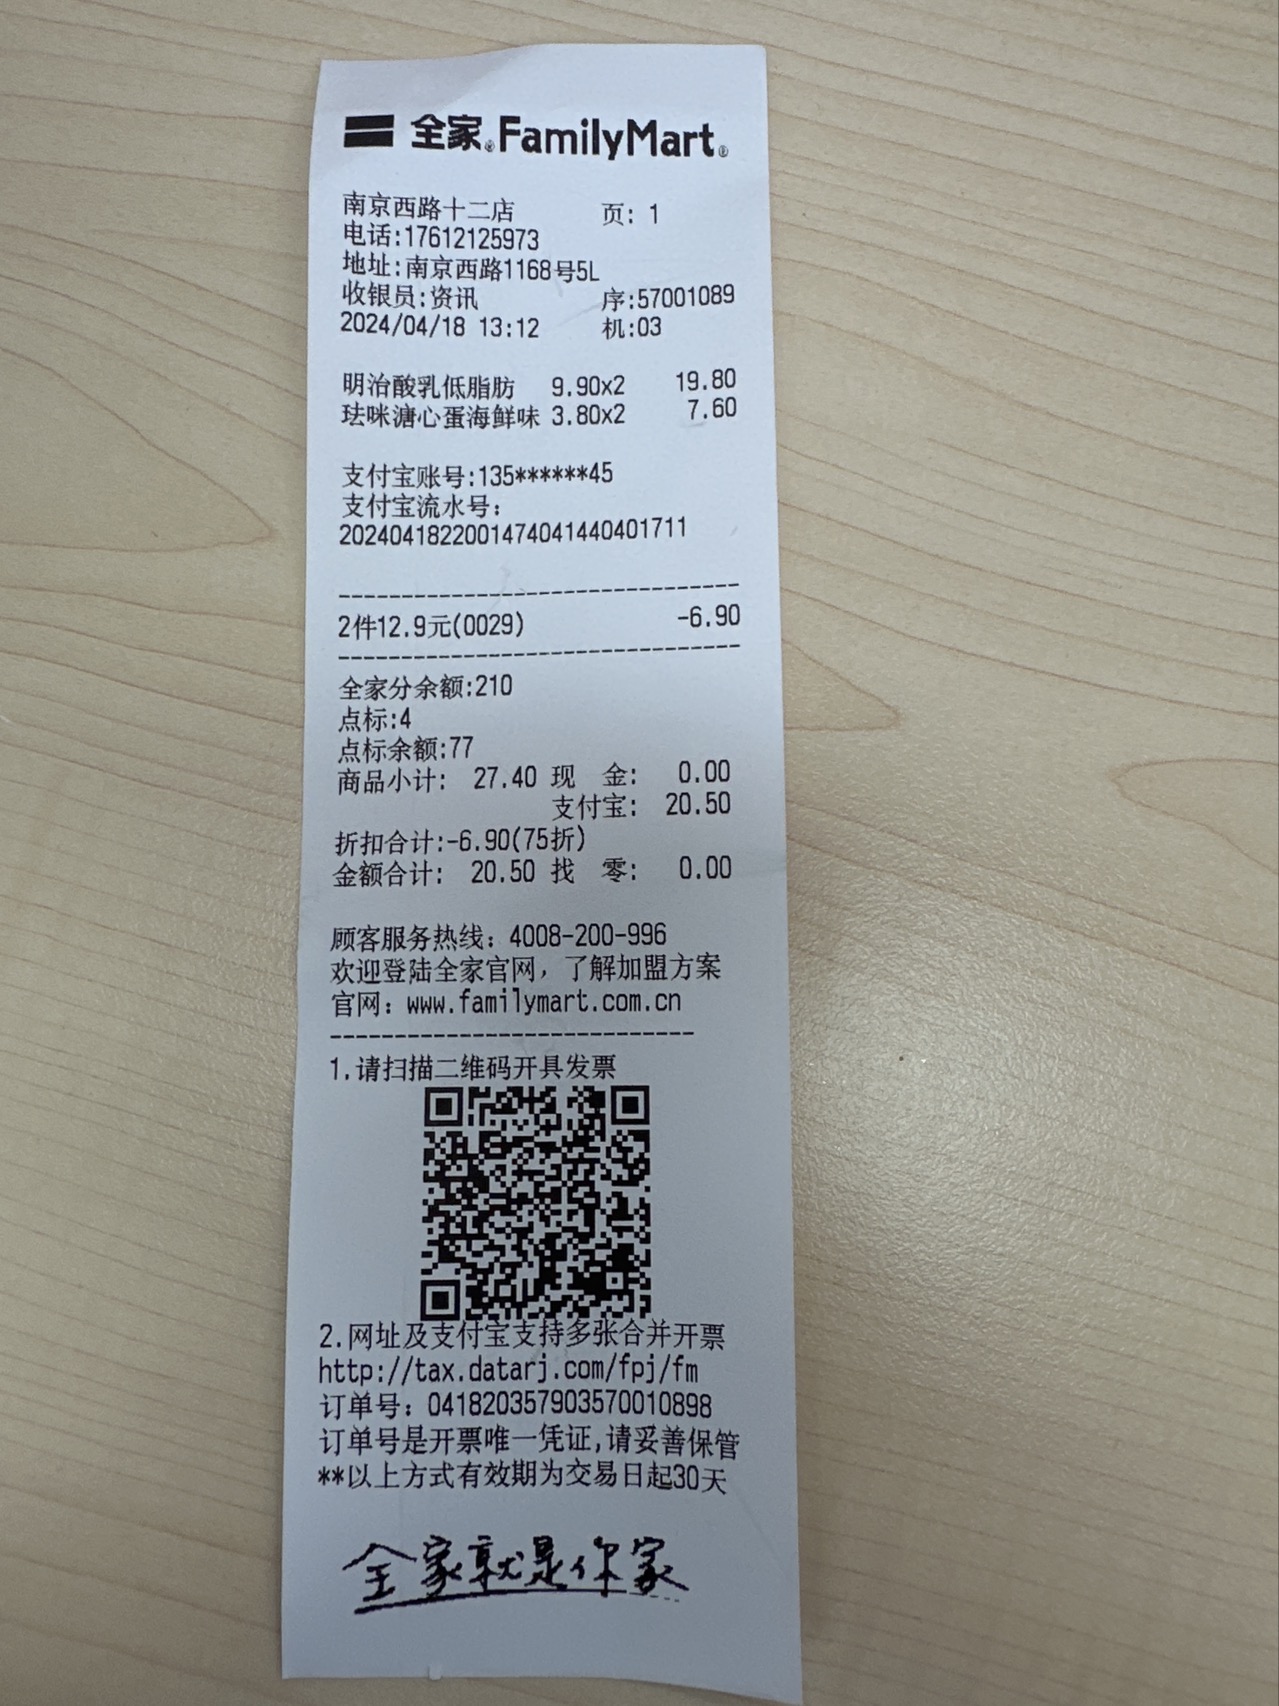 全家 FamilyMart
南京西路十二店 页: 1
电话:17612125973
地址:南京西路1168号5L
收银员:资讯 序:57001089
2024/04/18 13:12 机:03
明治酸乳低脂肪 9.90x2 19.80
珐咪溏心蛋海鲜味 3.80x2 7.60
支付宝账号:135******45
支付宝流水号:
2024041822001474041440401711
------------------------------
2件12.9元(0029) -6.90
------------------------------
全家分余额:210
点标:4
点标余额:77
商品小计: 27.40 现 金: 0.00
支付宝: 20.50
折扣合计:-6.90(75折)
金额合计: 20.50 找 零: 0.00
顾客服务热线: 4008-200-996
欢迎登陆全家官网, 了解加盟方案
官网: www.familymart.com.cn
----------------------------
1.请扫描二维码开具发票
2.网址及支付宝支持多张合并开票
http://tax.datarj.com/fpj/fm
订单号: 041820357903570010898
订单号是开票唯一凭证,请妥善保管
**以上方式有效期为交易日起30天
全家就是你家